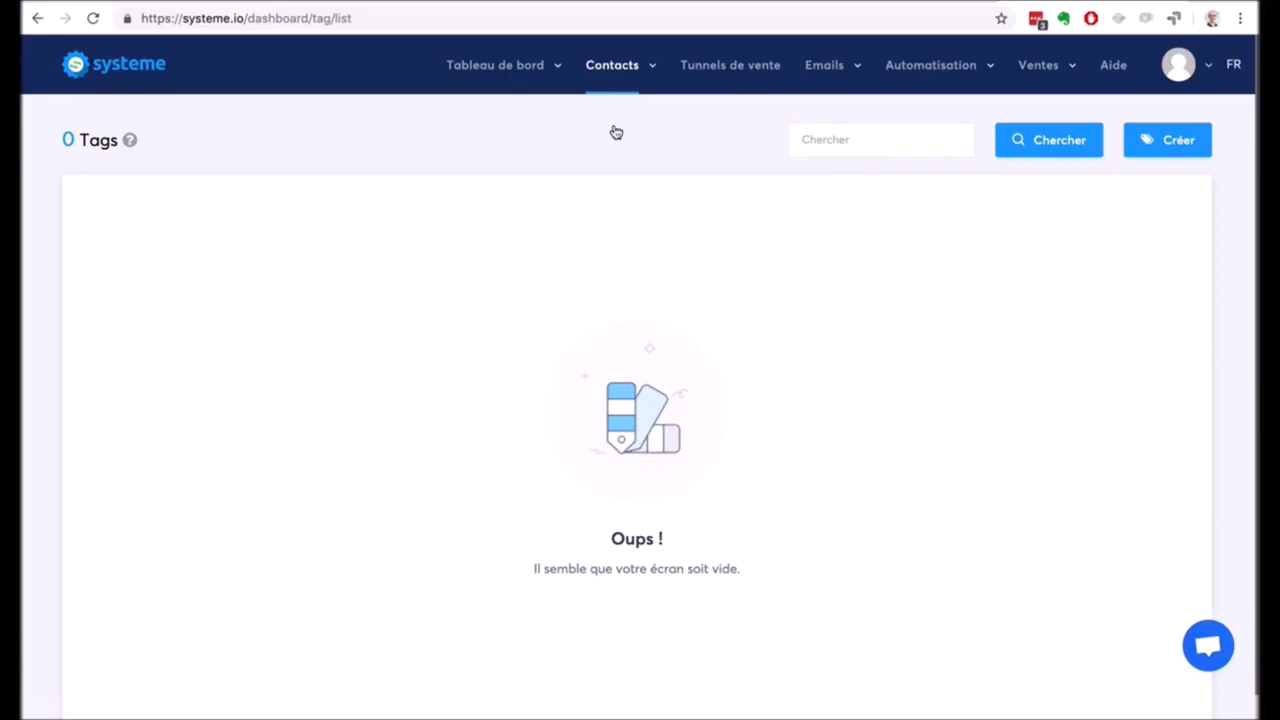 https://systeme.io/dashboard/tag/list
3
systeme
Tableau de bord
Contacts
Tunnels de vente
Emails
Automatisation
Ventes
Aide
FR
0 Tags ?
Chercher
Chercher
Créer
Oups !
Il semble que votre écran soit vide.